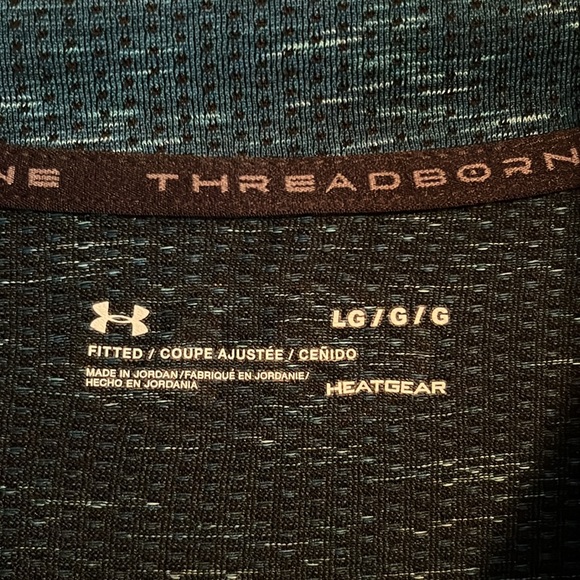 NE THREADBORN
LG/G/G
FITTED / COUPE AJUSTÉE / CEÑIDO
MADE IN JORDAN/FABRIQUÉ EN JORDANIE/
HECHO EN JORDANIA
HEATGEAR